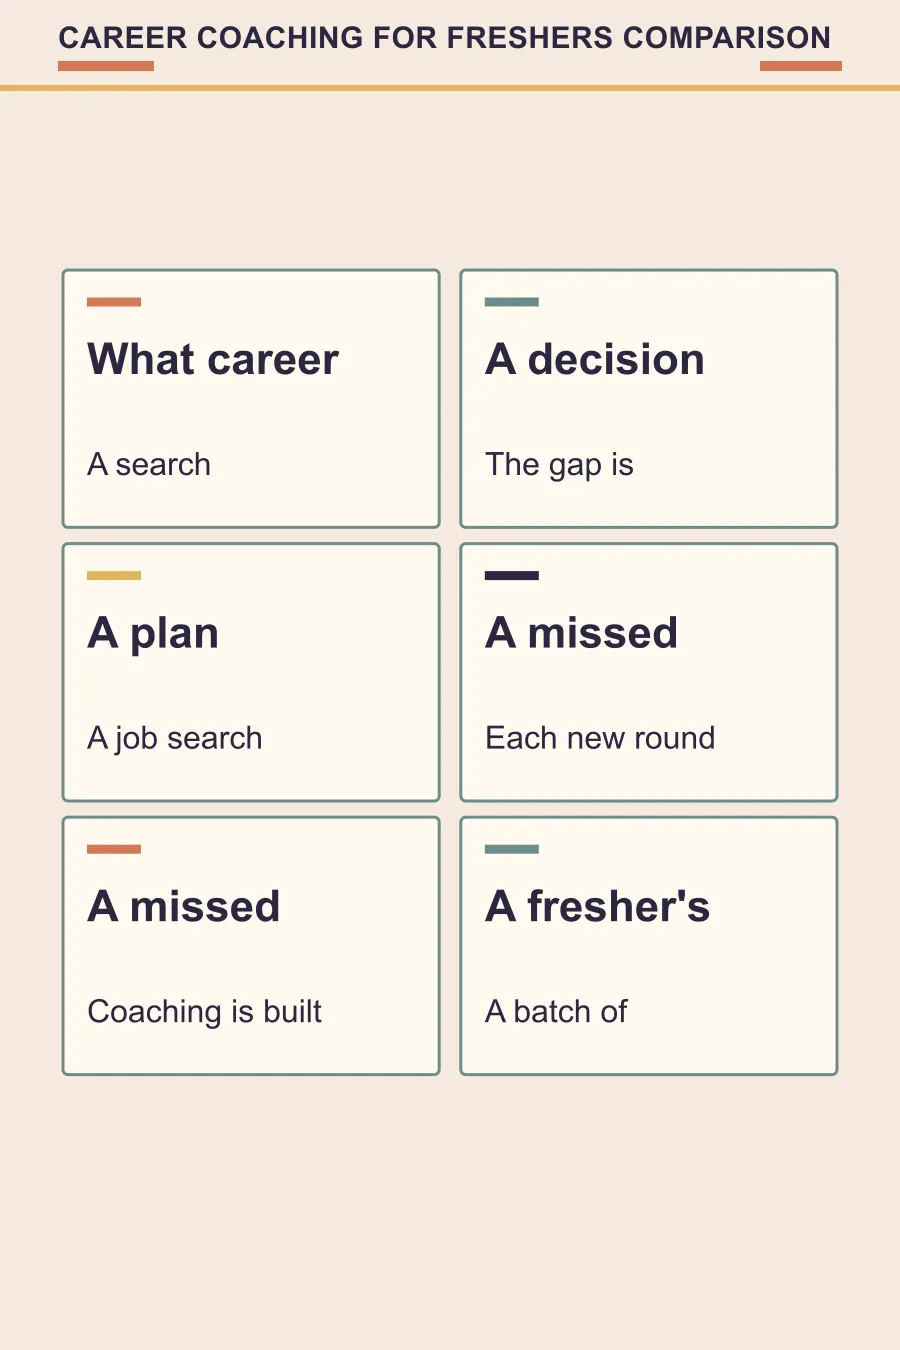 CAREER COACHING FOR FRESHERS COMPARISON
What career
A search
A decision
The gap is
A plan
A job search
A missed
Each new round
A missed
Coaching is built
A fresher's
A batch of